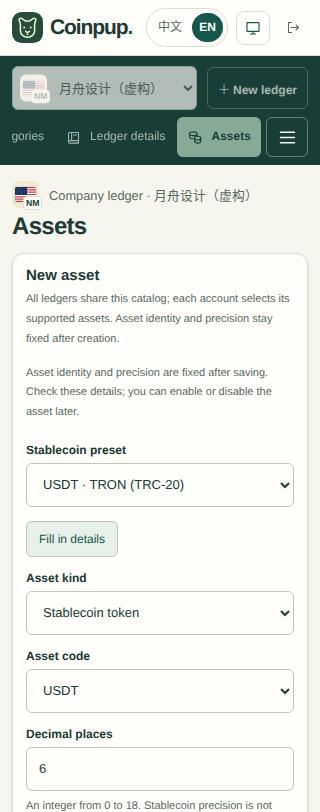 Coinpup.
中文 EN
NM 月舟设计（虚构） + New ledger
gories Ledger details Assets
NM Company ledger · 月舟设计（虚构）
Assets
New asset
All ledgers share this catalog; each account selects its
supported assets. Asset identity and precision stay
fixed after creation.
Asset identity and precision are fixed after saving.
Check these details; you can enable or disable the
asset later.
Stablecoin preset
USDT · TRON (TRC-20)
Fill in details
Asset kind
Stablecoin token
Asset code
USDT
Decimal places
6
An integer from 0 to 18. Stablecoin precision is not